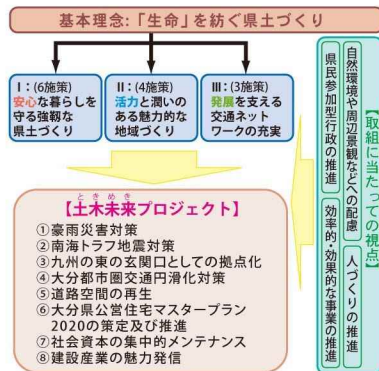 基本理念:「生命」を紡ぐ県土づくり
Ⅰ:(6施策)
安心な暮らしを
守る強靱な
県土づくり
Ⅱ:(4施策)
活力と潤いの
ある魅力的な
地域づくり
Ⅲ:(3施策)
発展を支える
交通ネット
ワークの充実
【取組に当たっての視点】
自然環境や周辺景観などへの配慮
人づくりの推進
県民参加型行政の推進
効率的・効果的な事業の推進
ときめき
【土木未来プロジェクト】
①豪雨災害対策
②南海トラフ地震対策
③九州の東の玄関口としての拠点化
④大分都市圏交通円滑化対策
⑤道路空間の再生
⑥大分県公営住宅マスタープラン
2020の策定及び推進
⑦社会資本の集中的メンテナンス
⑧建設産業の魅力発信